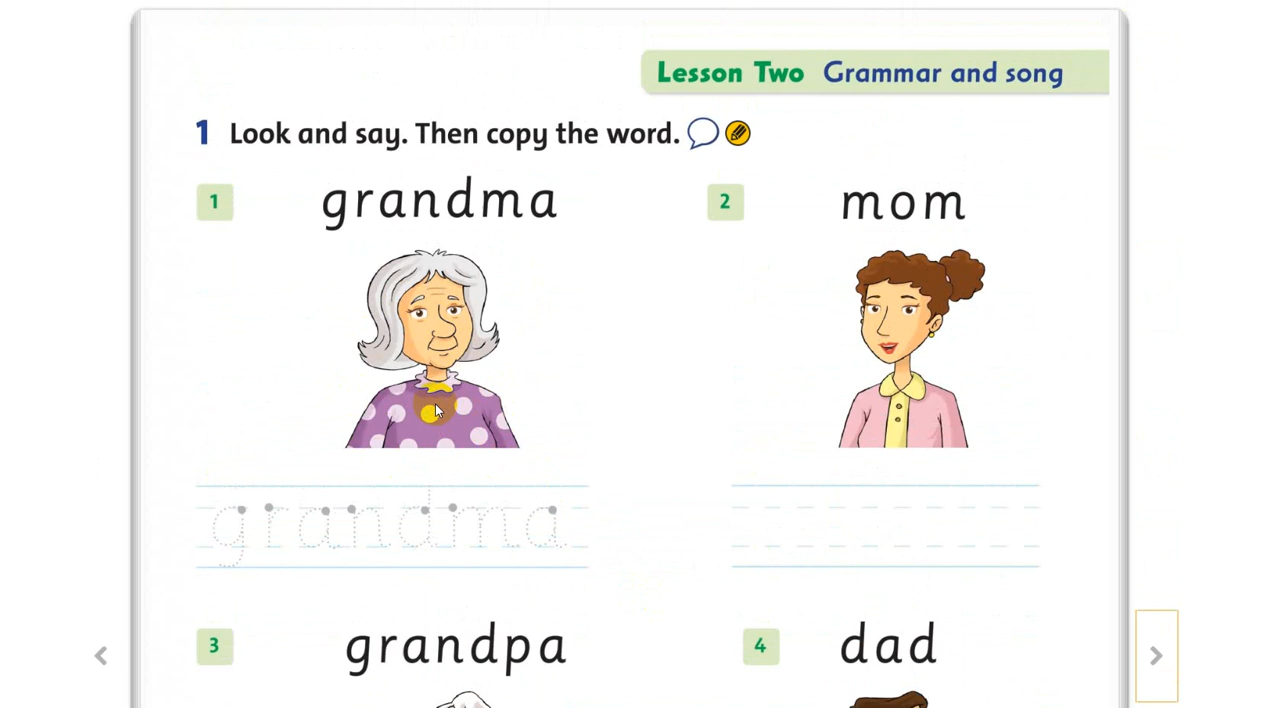 Lesson Two Grammar and song
1 Look and say. Then copy the word.
1 grandma
2 mom
grandma
3 grandpa
4 dad